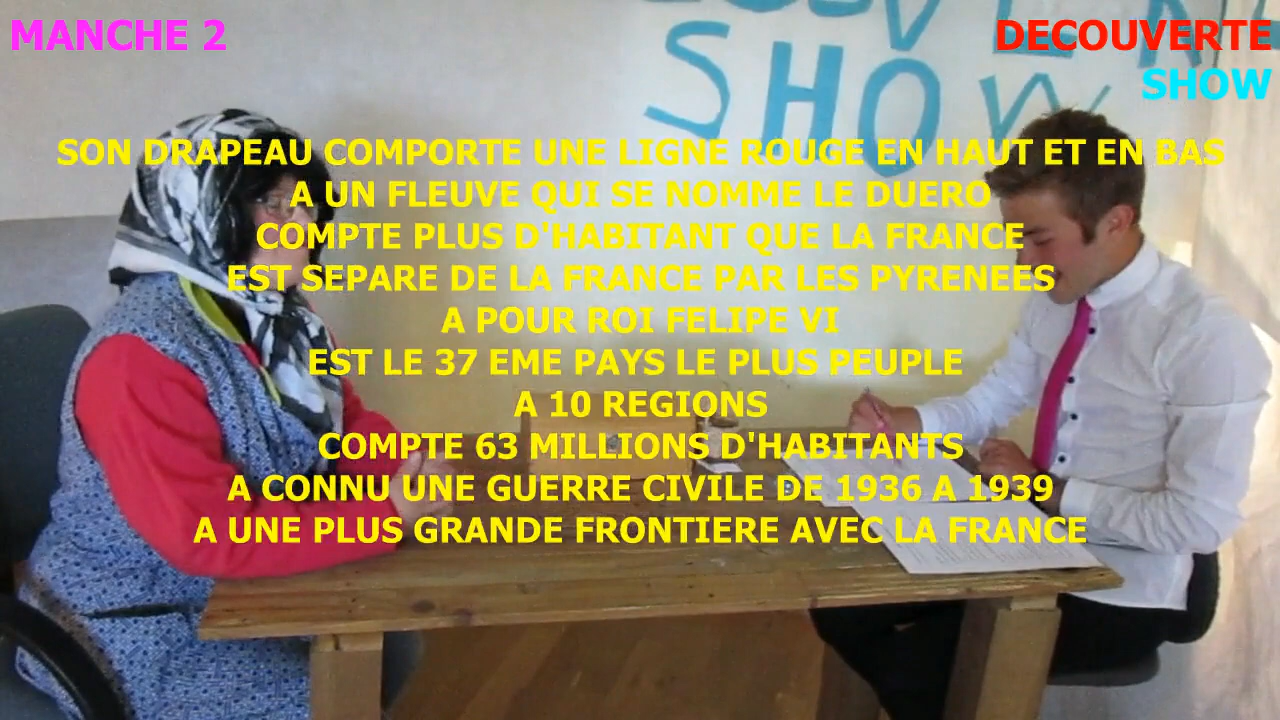 MANCHE 2
DECOUVERTE
SHOW
SHOW
SON DRAPEAU COMPORTE UNE LIGNE ROUGE EN HAUT ET EN BAS
A UN FLEUVE QUI SE NOMME LE DUERO
COMPTE PLUS D'HABITANT QUE LA FRANCE
EST SEPARE DE LA FRANCE PAR LES PYRENEES
A POUR ROI FELIPE VI
EST LE 37 EME PAYS LE PLUS PEUPLE
A 10 REGIONS
COMPTE 63 MILLIONS D'HABITANTS
A CONNU UNE GUERRE CIVILE DE 1936 A 1939
A UNE PLUS GRANDE FRONTIERE AVEC LA FRANCE